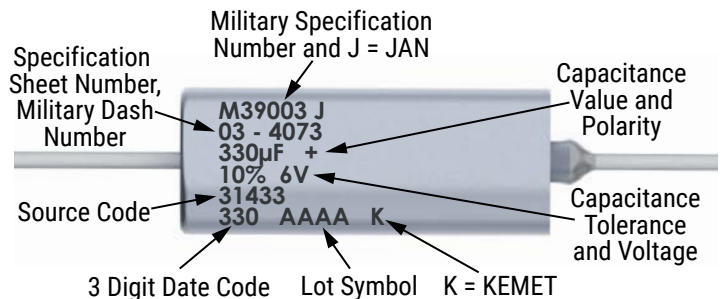 Military Specification
Number and J = JAN
Specification
Sheet Number,
Military Dash
Number
Capacitance
Value and
Polarity
M39003 J
03 - 4073
330µF +
10% 6V
31433
330 AAAA K
Source Code
Capacitance
Tolerance
and Voltage
3 Digit Date Code
Lot Symbol
K = KEMET